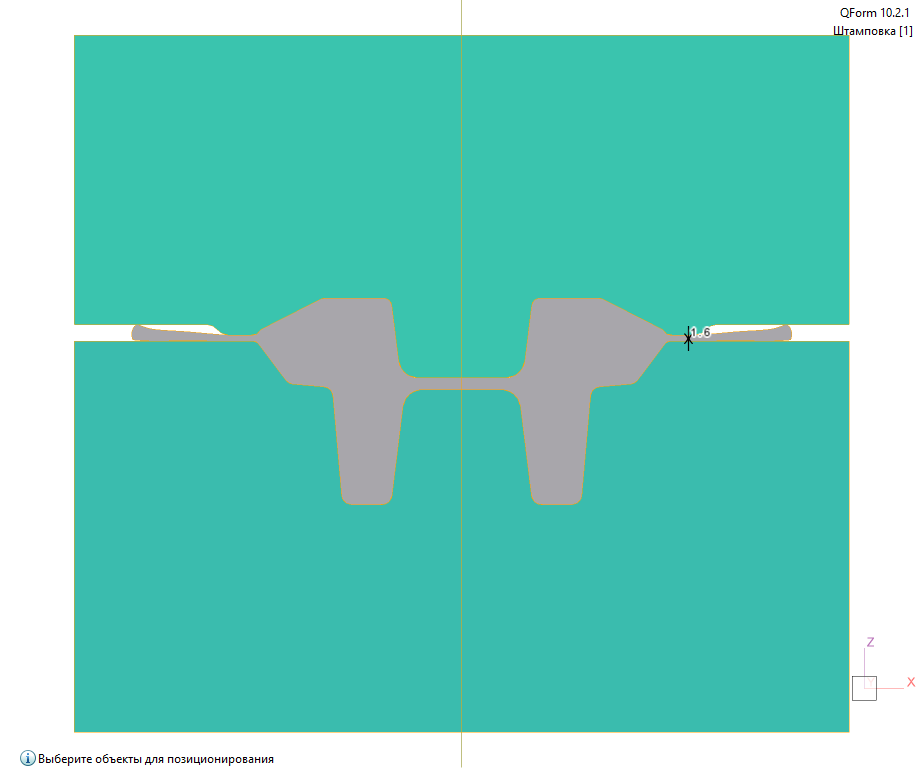 QForm 10.2.1
Штамповка [1]
1.6
Z
X
Выберите объекты для позиционирования